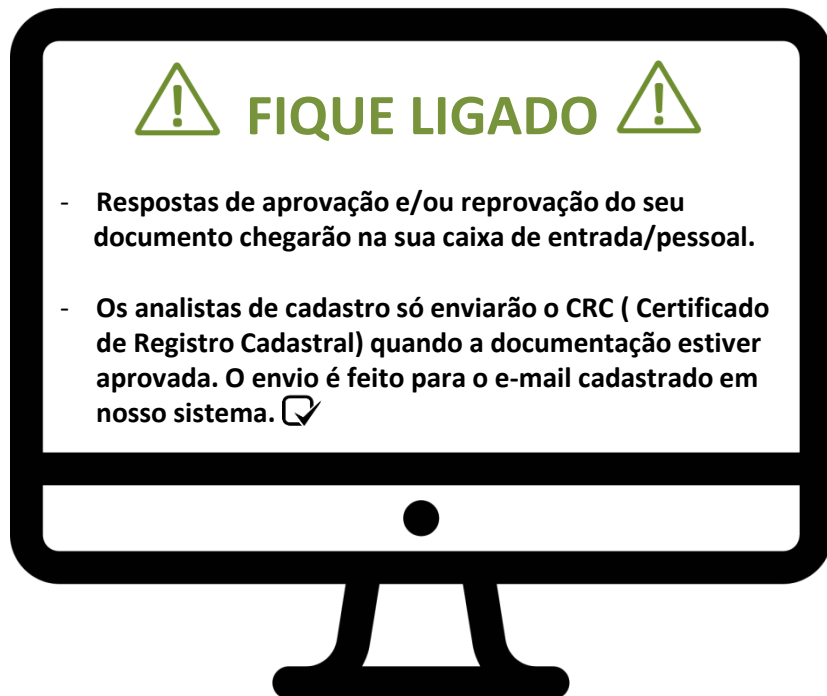 FIQUE LIGADO
- Respostas de aprovação e/ou reprovação do seu
documento chegarão na sua caixa de entrada/pessoal.
- Os analistas de cadastro só enviarão o CRC ( Certificado
de Registro Cadastral) quando a documentação estiver
aprovada. O envio é feito para o e-mail cadastrado em
nosso sistema.